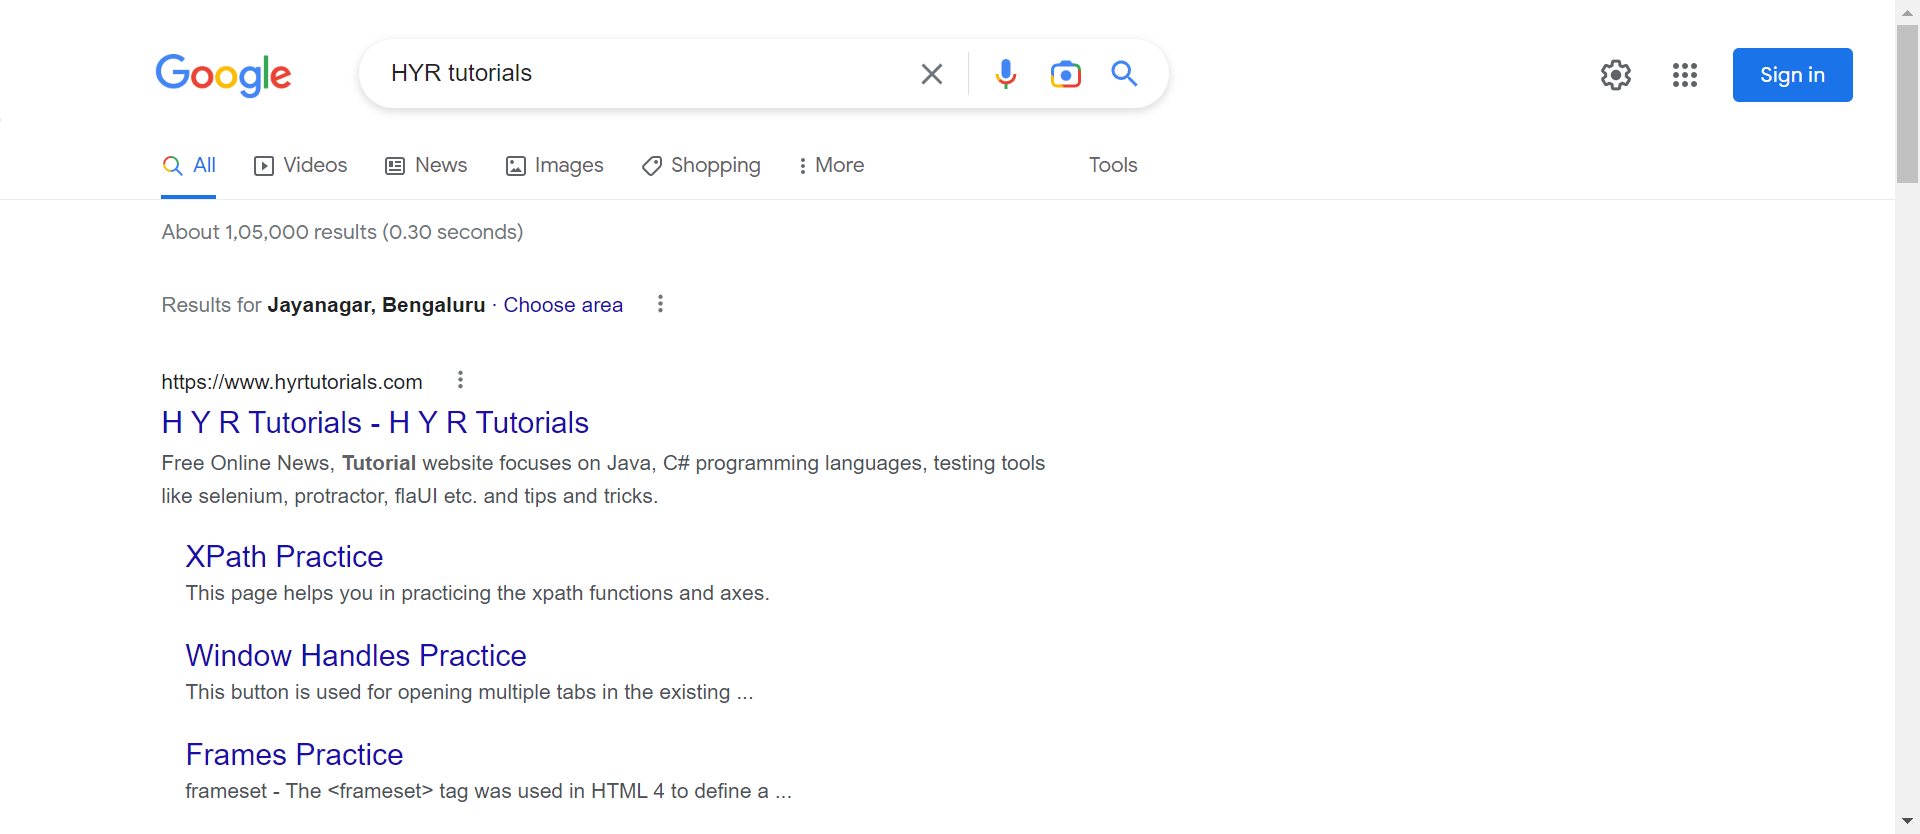 Google
HYR tutorials
Sign in
All Videos News Images Shopping More Tools
About 1,05,000 results (0.30 seconds)
Results for Jayanagar, Bengaluru · Choose area
https://www.hyrtutorials.com
H Y R Tutorials - H Y R Tutorials
Free Online News, Tutorial website focuses on Java, C# programming languages, testing tools
like selenium, protractor, flaUI etc. and tips and tricks.
XPath Practice
This page helps you in practicing the xpath functions and axes.
Window Handles Practice
This button is used for opening multiple tabs in the existing ...
Frames Practice
frameset - The <frameset> tag was used in HTML 4 to define a ...